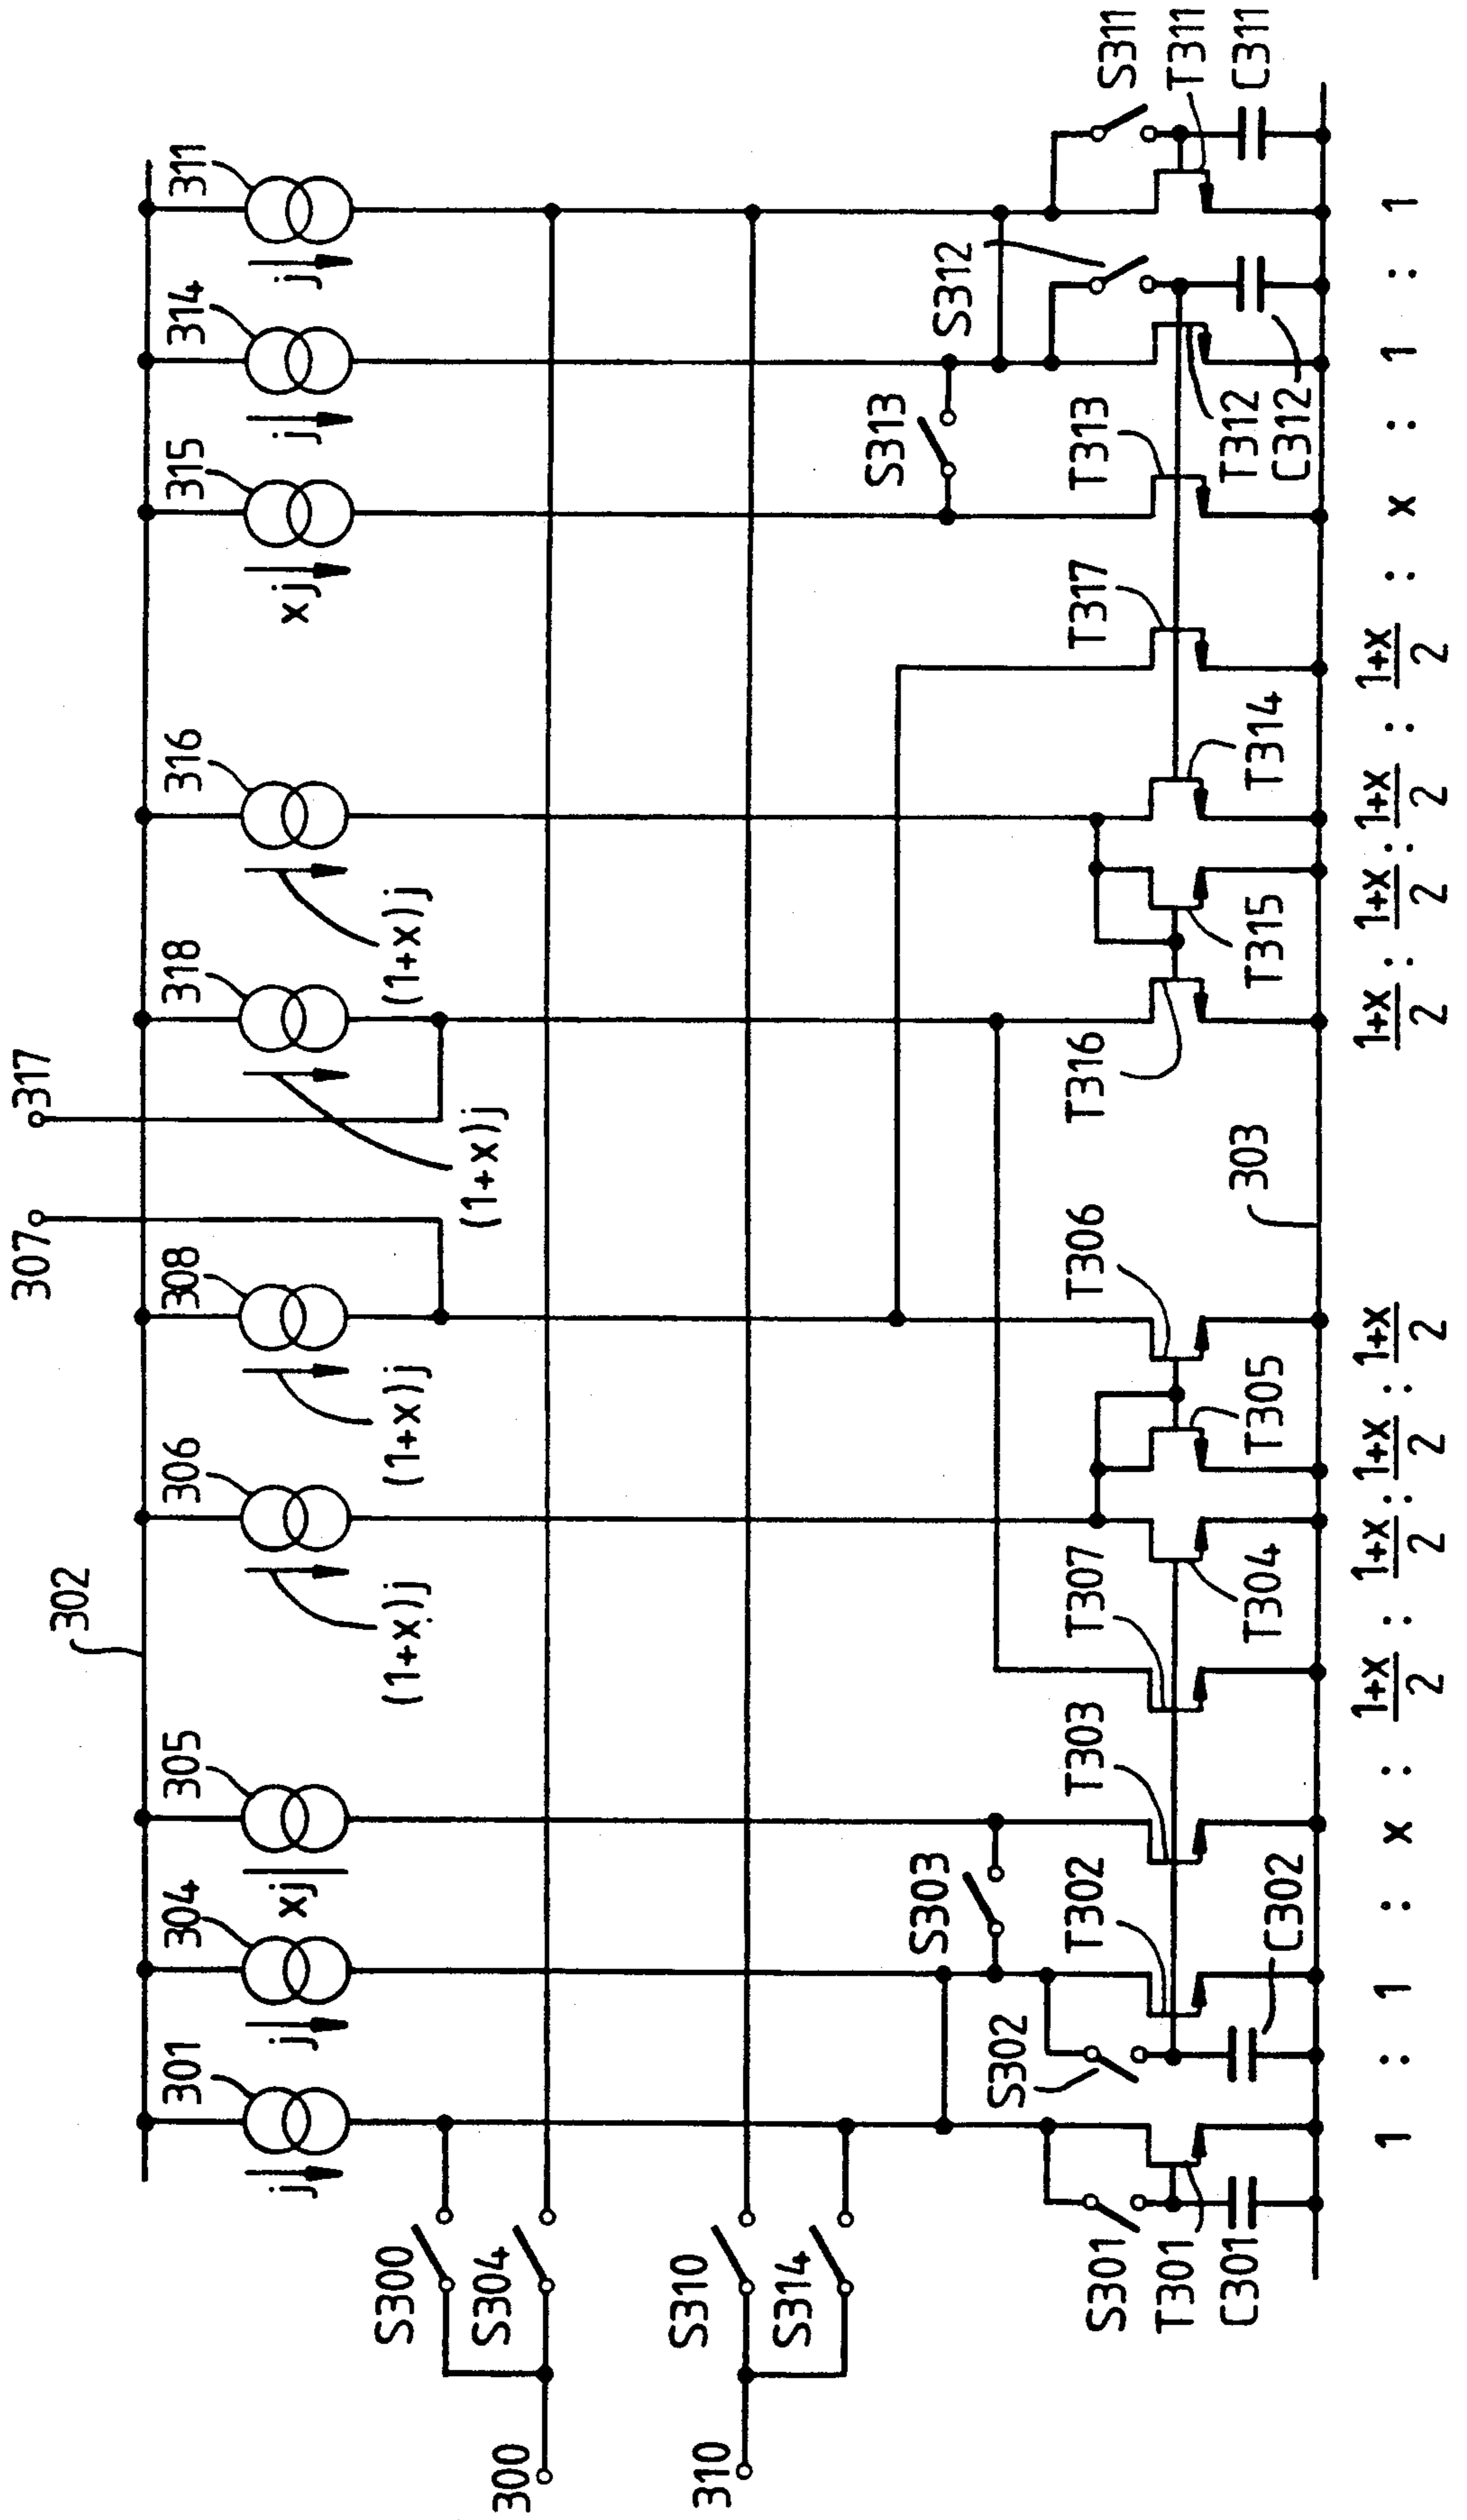 307
317
302
301
304
305
306
308
318
316
315
314
311
j
j
xj
(1+x)j
(1+x)j
(1+x)j
(1+x)j
xj
j
j
300
S300
S304
310
S310
S314
S303
S313
S302
S312
S301
T301
C301
T302
C302
T303
T307
T304
T305
T306
303
T316
T315
T314
T317
T313
T312
C312
S311
T311
C311
1 : 1 : x : 1+x/2 : 1+x/2 : 1+x/2 : 1+x/2
1+x/2 : 1+x/2 : 1+x/2 : 1+x/2 : x : 1 : 1